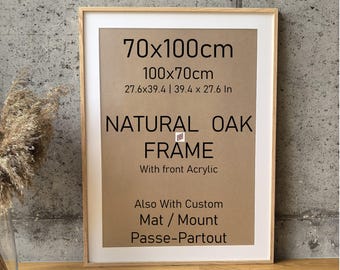 70x100cm
100x70cm
27.6x39.4 | 39.4 x 27.6 In
NATURAL OAK
FRAME
With front Acrylic
Also With Custom
Mat / Mount
Passe-Partout